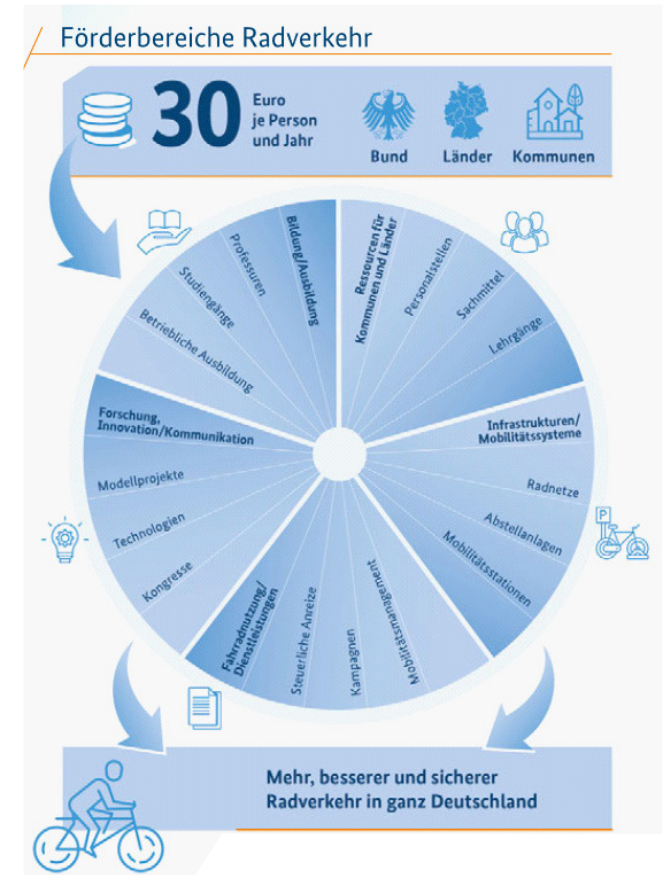 Förderbereiche Radverkehr
30
Euro
je Person
und Jahr
Bund
Länder
Kommunen
Ressourcen für
Kommunen und Länder
Personalstellen
Sachmittel
Lehrgänge
Infrastrukturen/
Mobilitätssysteme
Radnetze
Abstellanlagen
Mobilitätsstationen
Mobilitätsmanagement
Kampagnen
Steuerliche Anreize
Fahrradnutzung/
Dienstleistungen
Kongresse
Technologien
Modellprojekte
Forschung,
Innovation/Kommunikation
Betriebliche Ausbildung
Studiengänge
Professuren
Bildung/Ausbildung
P
Mehr, besserer und sicherer
Radverkehr in ganz Deutschland